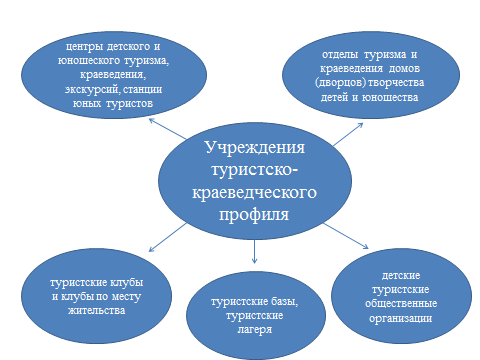 центры детского и
юношеского туризма,
краеведения,
экскурсий, станции
юных туристов
отделы туризма и
краеведения домов
(дворцов) творчества
детей и юношества
Учреждения
туристско-
краеведческого
профиля
туристские клубы
и клубы по месту
жительства
туристские базы,
туристские
лагеря
детские
туристские
общественные
организации